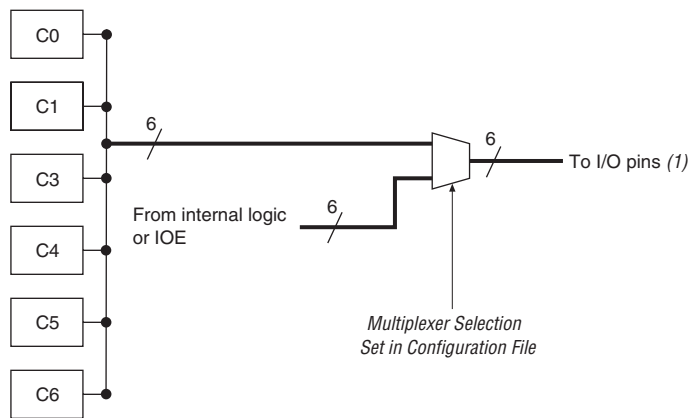 C0
C1
6
6
To I/O pins (1)
C3
From internal logic
or IOE
6
C4
C5
Multiplexer Selection
Set in Configuration File
C6